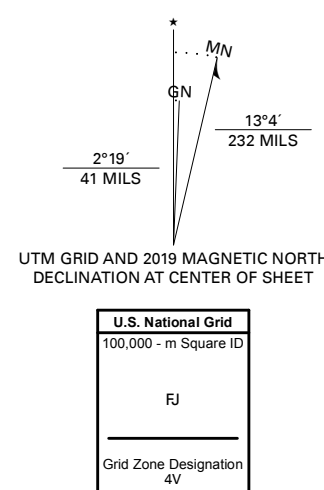 MN
GN
13°4´
232 MILS
2°19´
41 MILS
UTM GRID AND 2019 MAGNETIC NORTH
DECLINATION AT CENTER OF SHEET
U.S. National Grid
100,000 - m Square ID
FJ
Grid Zone Designation
4V